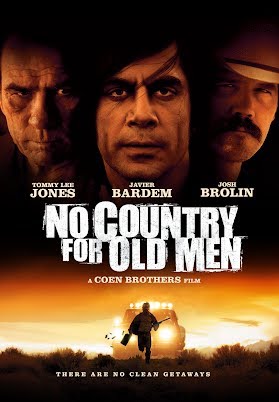 TOMMY LEE JONES
JAVIER BARDEM
JOSH BROLIN
NO COUNTRY
FOR OLD MEN
A COEN BROTHERS FILM
THERE ARE NO CLEAN GETAWAYS